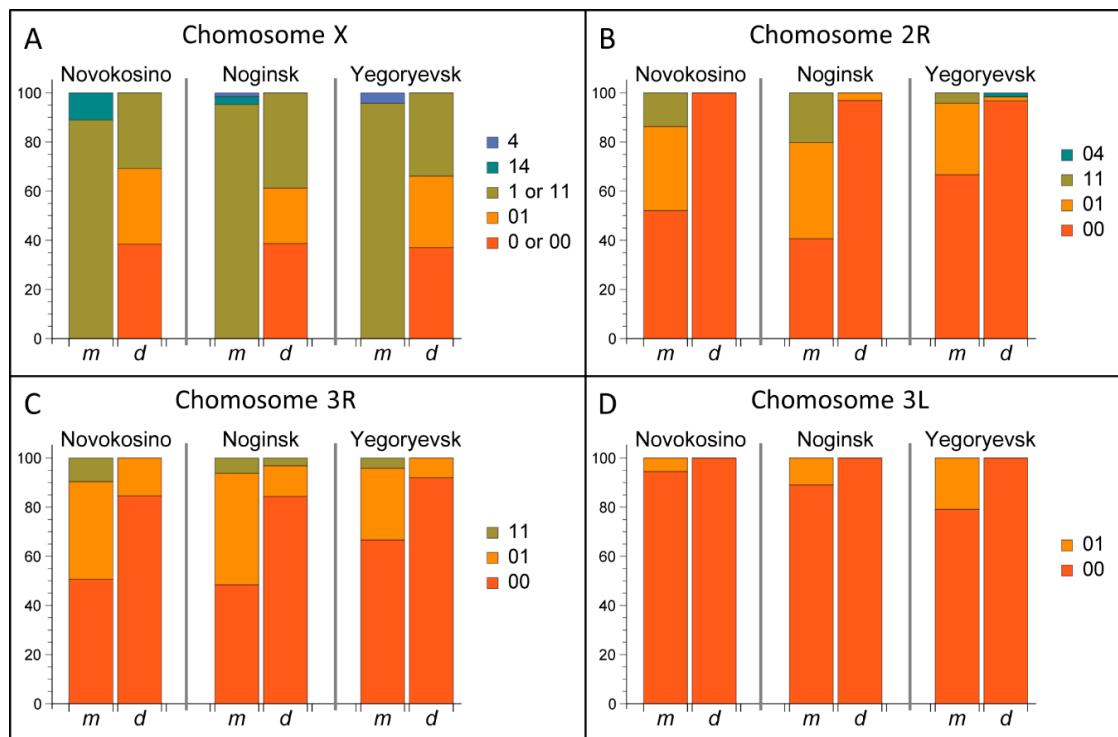 A
Chomosome X
Novokosino Noginsk Yegoryevsk
100
80
60
40
20
0
m d m d m d
4
14
1 or 11
01
0 or 00
B
Chomosome 2R
Novokosino Noginsk Yegoryevsk
100
80
60
40
20
0
m d m d m d
04
11
01
00
C
Chomosome 3R
Novokosino Noginsk Yegoryevsk
100
80
60
40
20
0
m d m d m d
11
01
00
D
Chomosome 3L
Novokosino Noginsk Yegoryevsk
100
80
60
40
20
0
m d m d m d
01
00